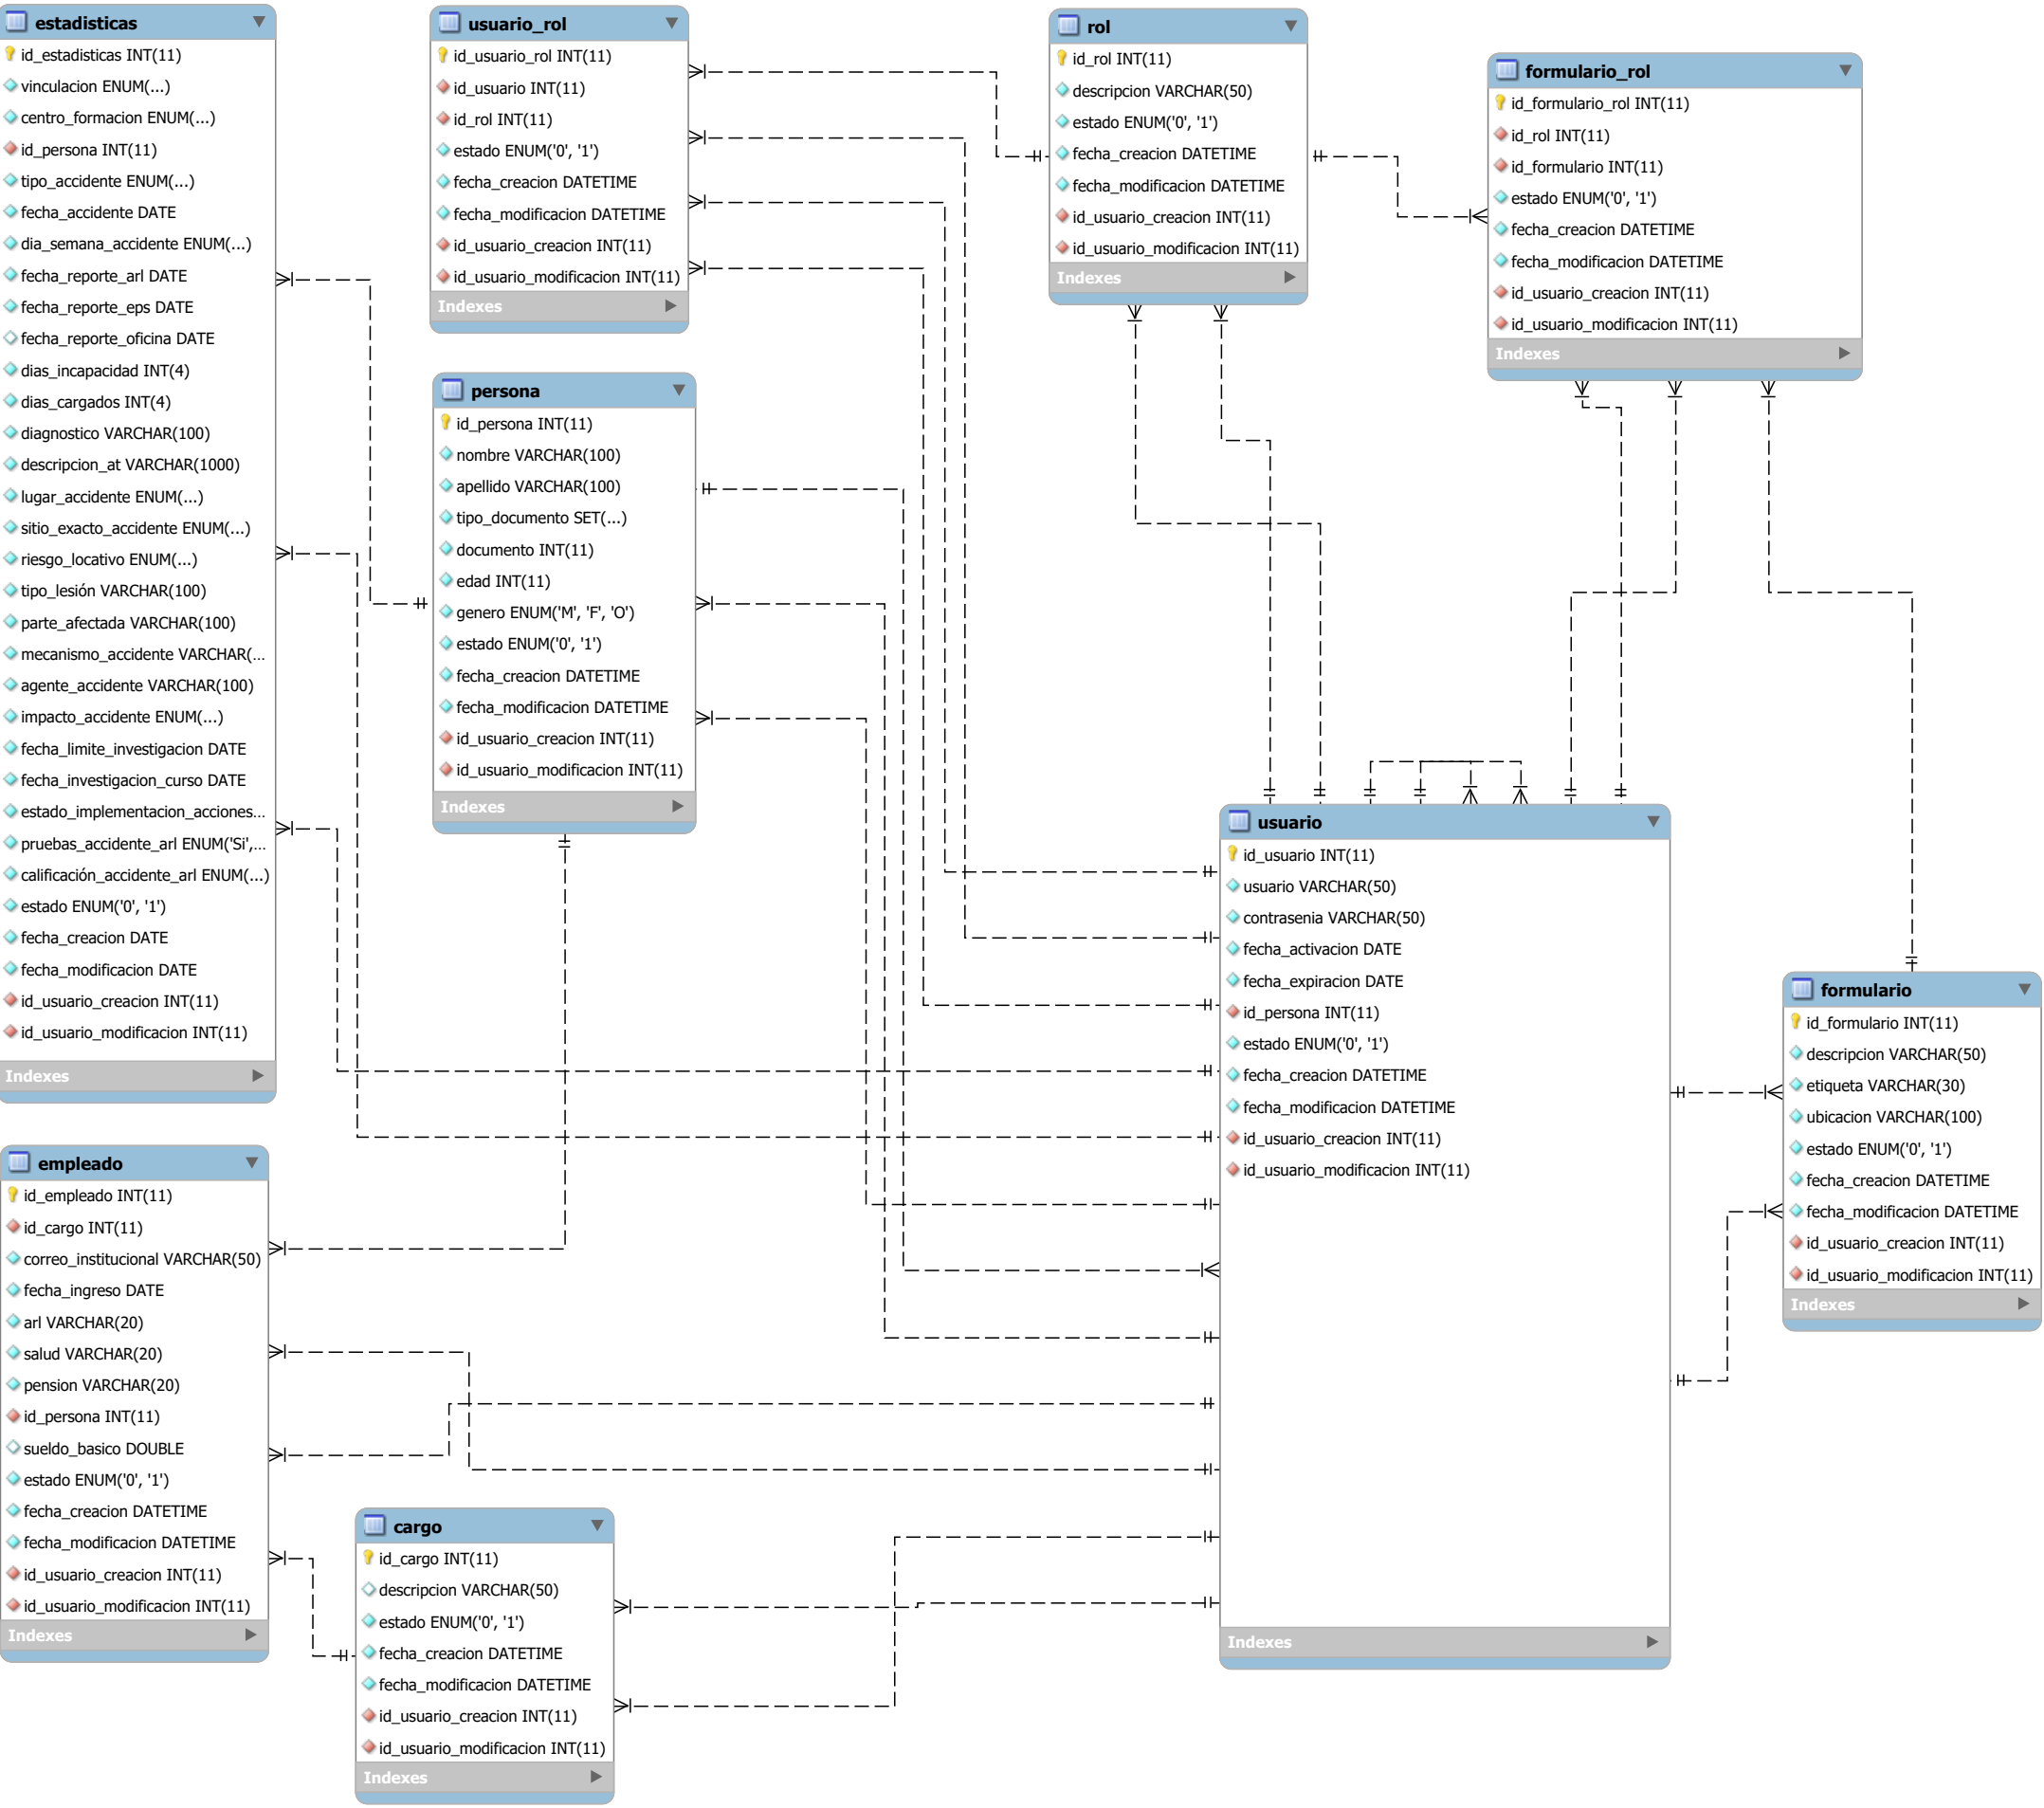 estadisticas
id_estadisticas INT(11)
vinculacion ENUM(...)
centro_formacion ENUM(...)
id_persona INT(11)
tipo_accidente ENUM(...)
fecha_accidente DATE
dia_semana_accidente ENUM(...)
fecha_reporte_arl DATE
fecha_reporte_eps DATE
fecha_reporte_oficina DATE
dias_incapacidad INT(4)
dias_cargados INT(4)
diagnostico VARCHAR(100)
descripcion_at VARCHAR(1000)
lugar_accidente ENUM(...)
sitio_exacto_accidente ENUM(...)
riesgo_locativo ENUM(...)
tipo_lesión VARCHAR(100)
parte_afectada VARCHAR(100)
mecanismo_accidente VARCHAR(...
agente_accidente VARCHAR(100)
impacto_accidente ENUM(...)
fecha_limite_investigacion DATE
fecha_investigacion_curso DATE
estado_implementacion_acciones...
pruebas_accidente_arl ENUM('Si',...
calificación_accidente_arl ENUM(...)
estado ENUM('0', '1')
fecha_creacion DATE
fecha_modificacion DATE
id_usuario_creacion INT(11)
id_usuario_modificacion INT(11)
Indexes
usuario_rol
id_usuario_rol INT(11)
id_usuario INT(11)
id_rol INT(11)
estado ENUM('0', '1')
fecha_creacion DATETIME
fecha_modificacion DATETIME
id_usuario_creacion INT(11)
id_usuario_modificacion INT(11)
Indexes
rol
id_rol INT(11)
descripcion VARCHAR(50)
estado ENUM('0', '1')
fecha_creacion DATETIME
fecha_modificacion DATETIME
id_usuario_creacion INT(11)
id_usuario_modificacion INT(11)
Indexes
formulario_rol
id_formulario_rol INT(11)
id_rol INT(11)
id_formulario INT(11)
estado ENUM('0', '1')
fecha_creacion DATETIME
fecha_modificacion DATETIME
id_usuario_creacion INT(11)
id_usuario_modificacion INT(11)
Indexes
persona
id_persona INT(11)
nombre VARCHAR(100)
apellido VARCHAR(100)
tipo_documento SET(...)
documento INT(11)
edad INT(11)
genero ENUM('M', 'F', 'O')
estado ENUM('0', '1')
fecha_creacion DATETIME
fecha_modificacion DATETIME
id_usuario_creacion INT(11)
id_usuario_modificacion INT(11)
Indexes
usuario
id_usuario INT(11)
usuario VARCHAR(50)
contrasenia VARCHAR(50)
fecha_activacion DATE
fecha_expiracion DATE
id_persona INT(11)
estado ENUM('0', '1')
fecha_creacion DATETIME
fecha_modificacion DATETIME
id_usuario_creacion INT(11)
id_usuario_modificacion INT(11)
Indexes
formulario
id_formulario INT(11)
descripcion VARCHAR(50)
etiqueta VARCHAR(30)
ubicacion VARCHAR(100)
estado ENUM('0', '1')
fecha_creacion DATETIME
fecha_modificacion DATETIME
id_usuario_creacion INT(11)
id_usuario_modificacion INT(11)
Indexes
empleado
id_empleado INT(11)
id_cargo INT(11)
correo_institucional VARCHAR(50)
fecha_ingreso DATE
arl VARCHAR(20)
salud VARCHAR(20)
pension VARCHAR(20)
id_persona INT(11)
sueldo_basico DOUBLE
estado ENUM('0', '1')
fecha_creacion DATETIME
fecha_modificacion DATETIME
id_usuario_creacion INT(11)
id_usuario_modificacion INT(11)
Indexes
cargo
id_cargo INT(11)
descripcion VARCHAR(50)
estado ENUM('0', '1')
fecha_creacion DATETIME
fecha_modificacion DATETIME
id_usuario_creacion INT(11)
id_usuario_modificacion INT(11)
Indexes